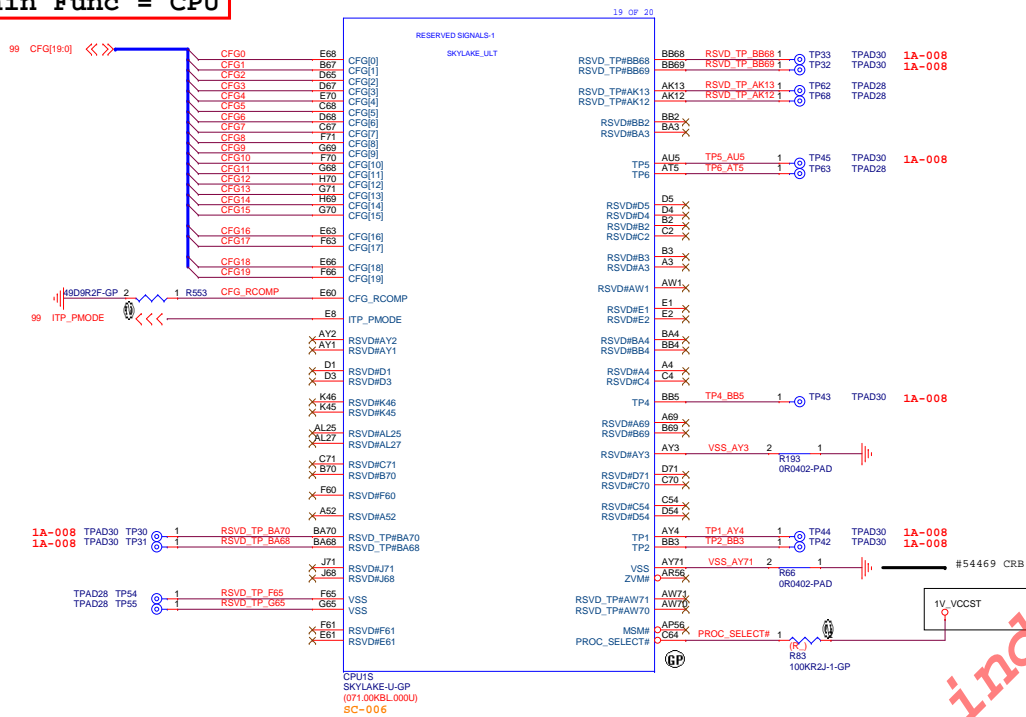 in Func = CPU
19 OF 20
RESERVED SIGNALS-1
SKYLAKE_ULT
99 CFG[19:0]
CFG0 E68 CFG[0]
CFG1 B67 CFG[1]
CFG2 D65 CFG[2]
CFG3 D67 CFG[3]
CFG4 E70 CFG[4]
CFG5 C68 CFG[5]
CFG6 D68 CFG[6]
CFG7 C67 CFG[7]
CFG8 F71 CFG[8]
CFG9 G69 CFG[9]
CFG10 F70 CFG[10]
CFG11 G68 CFG[11]
CFG12 H70 CFG[12]
CFG13 G71 CFG[13]
CFG14 H69 CFG[14]
CFG15 G70 CFG[15]
CFG16 E63 CFG[16]
CFG17 F63 CFG[17]
CFG18 E66 CFG[18]
CFG19 F66 CFG[19]
49D9R2F-GP 2 1 R553 CFG_RCOMP E60 CFG_RCOMP
99 ITP_PMODE E8 ITP_PMODE
AY2 RSVD#AY2
AY1 RSVD#AY1
D1 RSVD#D1
D3 RSVD#D3
K46 RSVD#K46
K45 RSVD#K45
AL25 RSVD#AL25
AL27 RSVD#AL27
C71 RSVD#C71
B70 RSVD#B70
F60 RSVD#F60
A52 RSVD#A52
1A-008 TPAD30 TP30 1 RSVD_TP_BA70 BA70 RSVD_TP#BA70
1A-008 TPAD30 TP31 1 RSVD_TP_BA68 BA68 RSVD_TP#BA68
J71 RSVD#J71
J68 RSVD#J68
TPAD28 TP54 1 RSVD_TP_F65 F65 VSS
TPAD28 TP55 1 RSVD_TP_G65 G65 VSS
F61 RSVD#F61
E61 RSVD#E61
RSVD_TP#BB68 BB68 RSVD_TP_BB68 1 TP33 TPAD30 1A-008
RSVD_TP#BB69 BB69 RSVD_TP_BB69 1 TP32 TPAD30 1A-008
RSVD_TP#AK13 AK13 RSVD_TP_AK13 1 TP62 TPAD28
RSVD_TP#AK12 AK12 RSVD_TP_AK12 1 TP68 TPAD28
RSVD#BB2 BB2
RSVD#BA3 BA3
TP5 AU5 TP5_AU5 1 TP45 TPAD30 1A-008
TP6 AT5 TP6_AT5 1 TP63 TPAD28
RSVD#D5 D5
RSVD#D4 D4
RSVD#B2 B2
RSVD#C2 C2
RSVD#B3 B3
RSVD#A3 A3
RSVD#AW1 AW1
RSVD#E1 E1
RSVD#E2 E2
RSVD#BA4 BA4
RSVD#BB4 BB4
RSVD#A4 A4
RSVD#C4 C4
TP4 BB5 TP4_BB5 1 TP43 TPAD30 1A-008
RSVD#A69 A69
RSVD#B69 B69
RSVD#AY3 AY3 VSS_AY3 2 1
R193
0R0402-PAD
RSVD#D71 D71
RSVD#C70 C70
RSVD#C54 C54
RSVD#D54 D54
TP1 AY4 TP1_AY4 1 TP44 TPAD30 1A-008
TP2 BB3 TP2_BB3 1 TP42 TPAD30 1A-008
VSS AY71 VSS_AY71 2 1 #54469 CRB
ZVM# AR56 R66
0R0402-PAD
RSVD_TP#AW71 AW71
RSVD_TP#AW70 AW70
1V_VCCST
MSM# AP56
PROC_SELECT# C64 PROC_SELECT# 1
(R_)
R83
100KR2J-1-GP
GP
CPU1S
SKYLAKE-U-GP
(071.00KBL.000U)
SC-006
ind